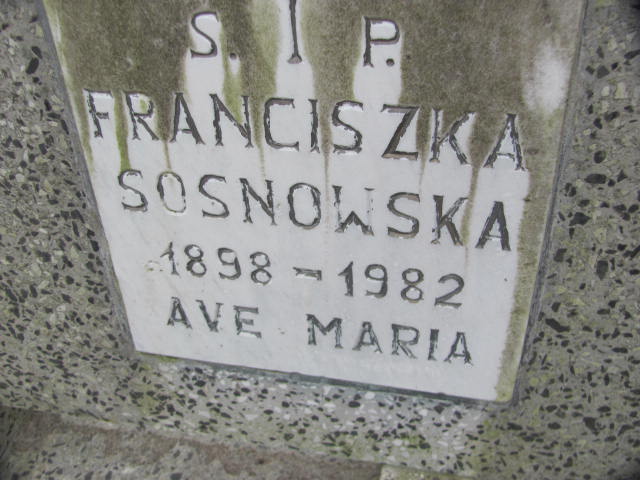 S. P.
FRANCISZKA
SOSNOWSKA
1898 - 1982
AVE MARIA